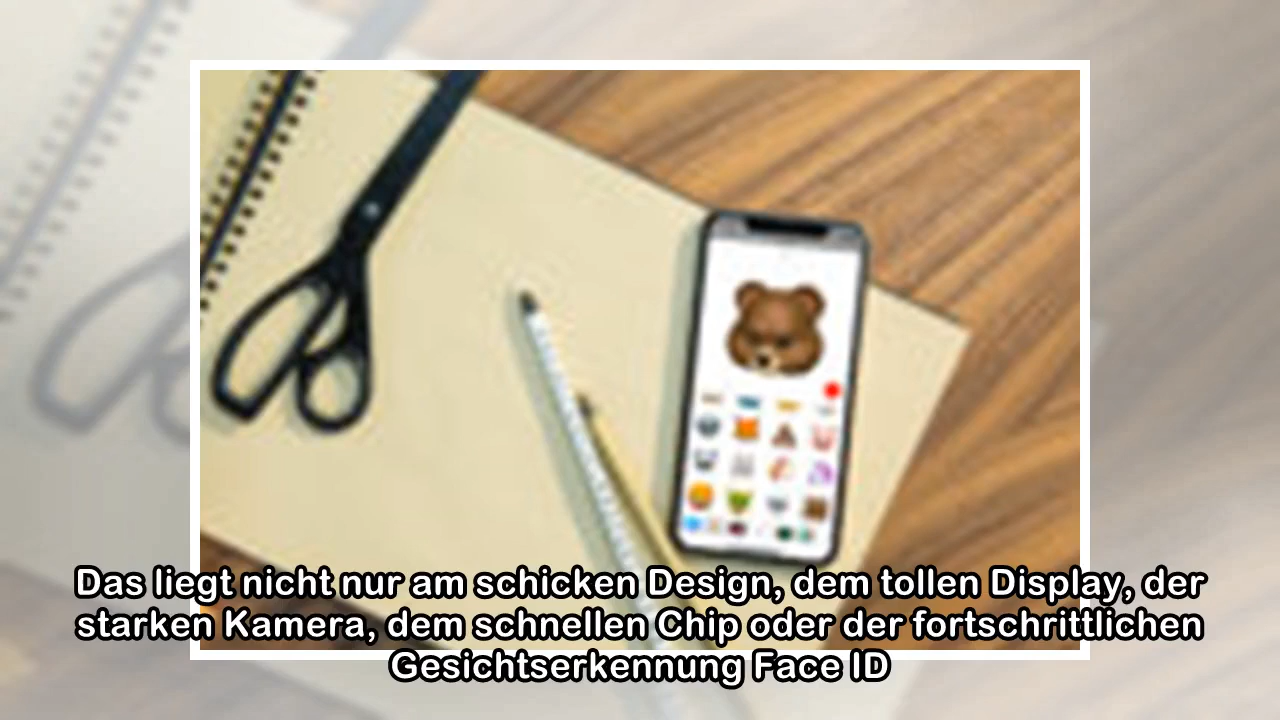 Das liegt nicht nur am schicken Design, dem tollen Display, der
starken Kamera, dem schnellen Chip oder der fortschrittlichen
Gesichtserkennung Face ID